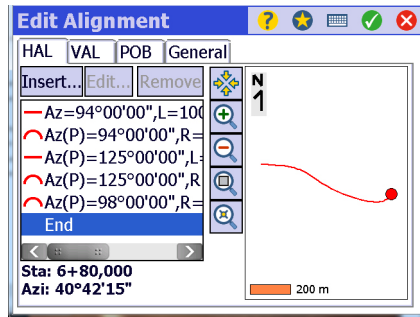 Edit Alignment
HAL VAL POB General
Insert... Edit... Remove
Az=94°00'00",L=100
Az(P)=94°00'00",R=
Az(P)=125°00'00",L
Az(P)=125°00'00",R
Az(P)=98°00'00",R=
End
Sta: 6+80,000
Azi: 40°42'15"
N
1
200 m